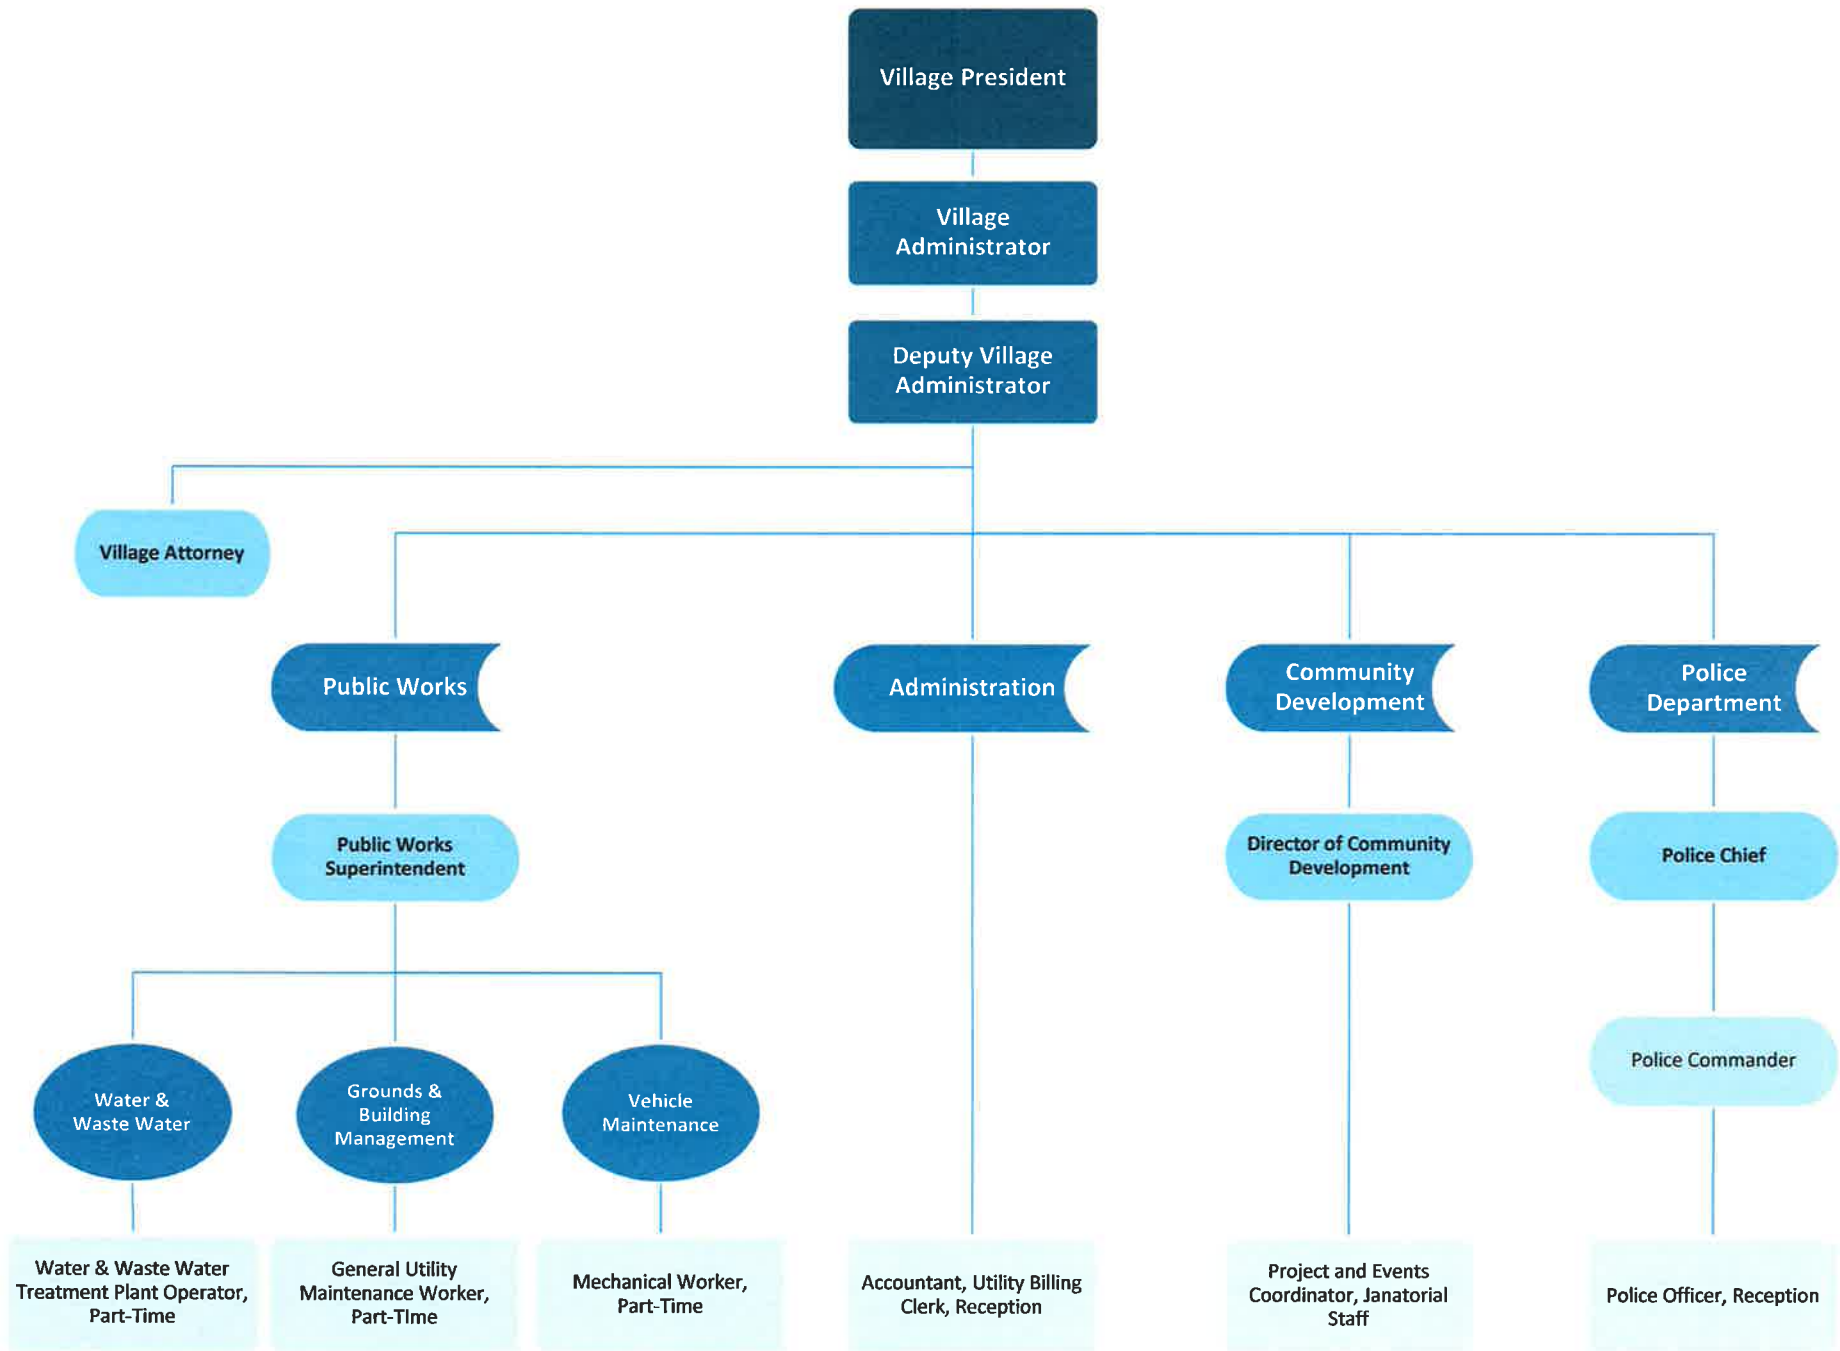 Village President
Village
Administrator
Deputy Village
Administrator
Village Attorney
Public Works
Administration
Community
Development
Police
Department
Public Works
Superintendent
Director of Community
Development
Police Chief
Police Commander
Water &
Waste Water
Grounds &
Building
Management
Vehicle
Maintenance
Water & Waste Water
Treatment Plant Operator,
Part-Time
General Utility
Maintenance Worker,
Part-TIme
Mechanical Worker,
Part-Time
Accountant, Utility Billing
Clerk, Reception
Project and Events
Coordinator, Janatorial
Staff
Police Officer, Reception